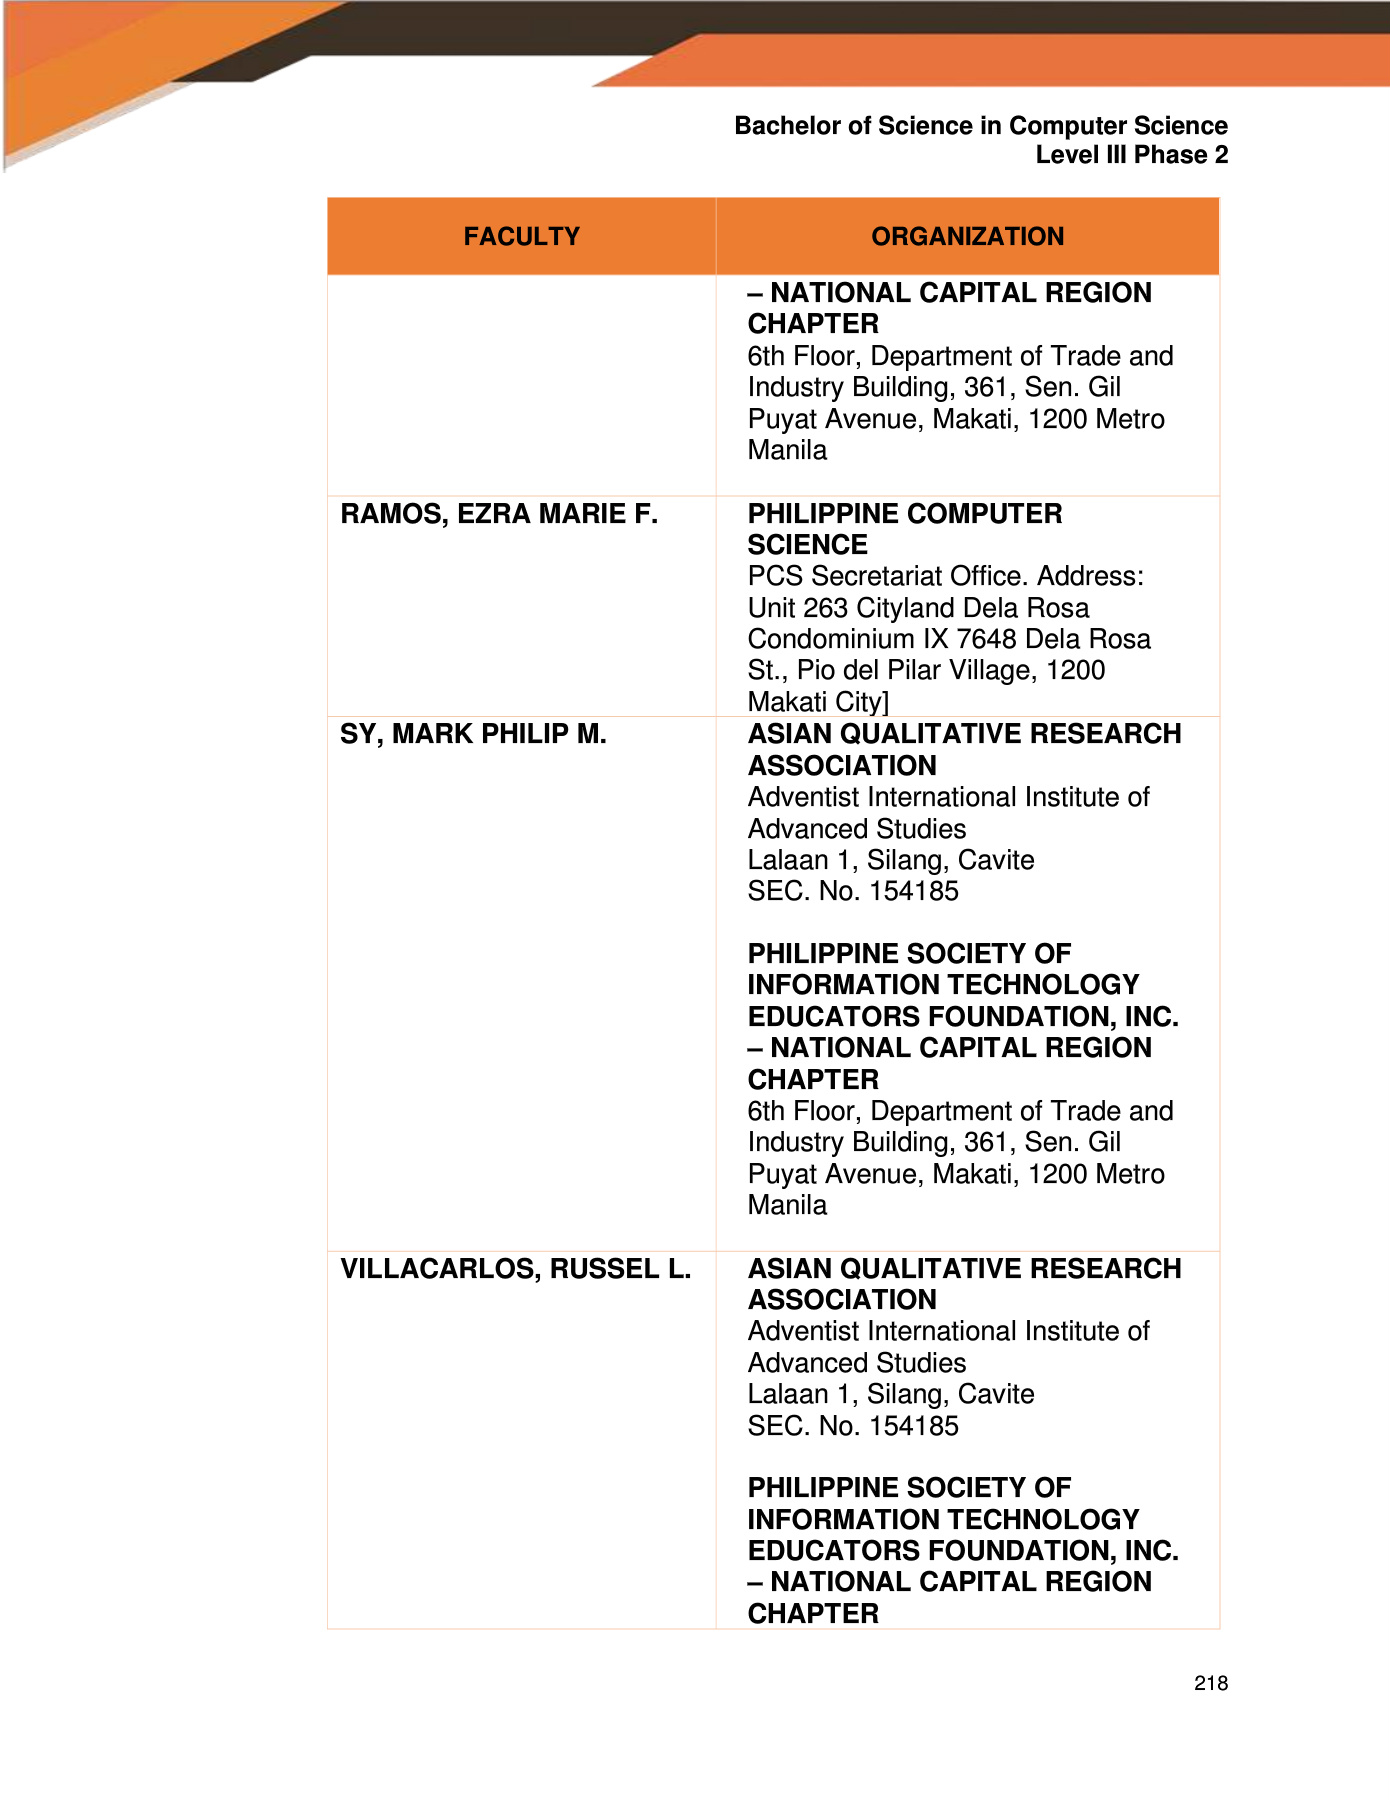 Bachelor of Science in Computer Science
Level III Phase 2
FACULTY
ORGANIZATION
– NATIONAL CAPITAL REGION
CHAPTER
6th Floor, Department of Trade and
Industry Building, 361, Sen. Gil
Puyat Avenue, Makati, 1200 Metro
Manila
RAMOS, EZRA MARIE F.
PHILIPPINE COMPUTER
SCIENCE
PCS Secretariat Office. Address:
Unit 263 Cityland Dela Rosa
Condominium IX 7648 Dela Rosa
St., Pio del Pilar Village, 1200
Makati City]
SY, MARK PHILIP M.
ASIAN QUALITATIVE RESEARCH
ASSOCIATION
Adventist International Institute of
Advanced Studies
Lalaan 1, Silang, Cavite
SEC. No. 154185
PHILIPPINE SOCIETY OF
INFORMATION TECHNOLOGY
EDUCATORS FOUNDATION, INC.
– NATIONAL CAPITAL REGION
CHAPTER
6th Floor, Department of Trade and
Industry Building, 361, Sen. Gil
Puyat Avenue, Makati, 1200 Metro
Manila
VILLACARLOS, RUSSEL L.
ASIAN QUALITATIVE RESEARCH
ASSOCIATION
Adventist International Institute of
Advanced Studies
Lalaan 1, Silang, Cavite
SEC. No. 154185
PHILIPPINE SOCIETY OF
INFORMATION TECHNOLOGY
EDUCATORS FOUNDATION, INC.
– NATIONAL CAPITAL REGION
CHAPTER
218